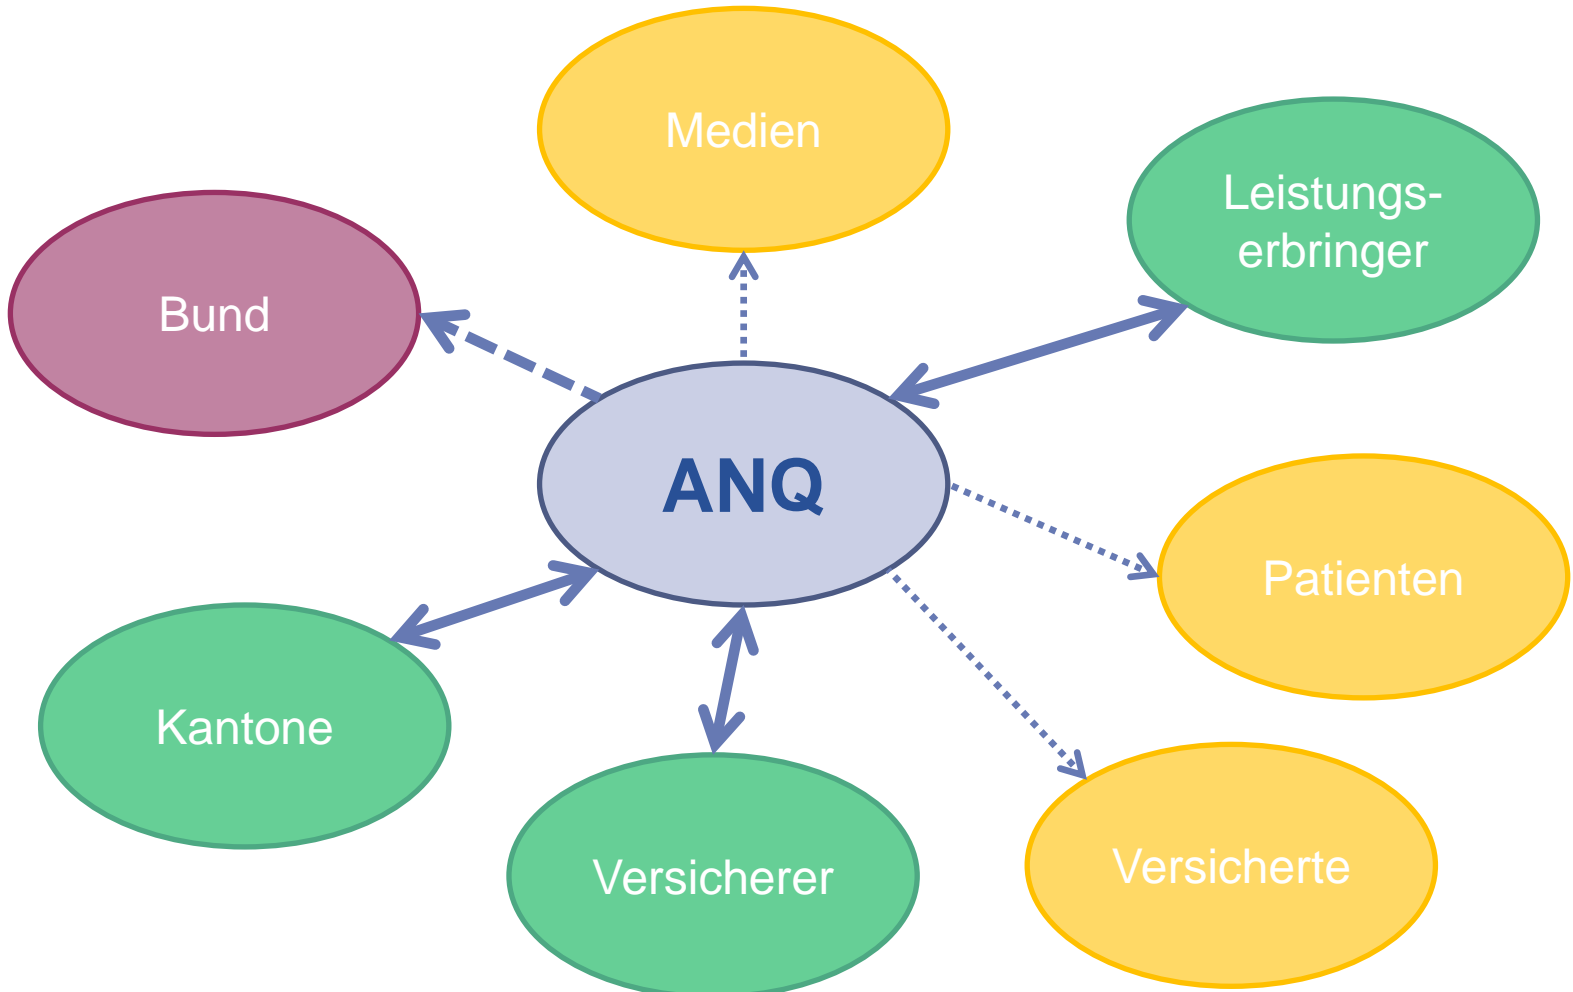 Medien
Leistungs-
erbringer
Bund
ANQ
Patienten
Kantone
Versicherer
Versicherte